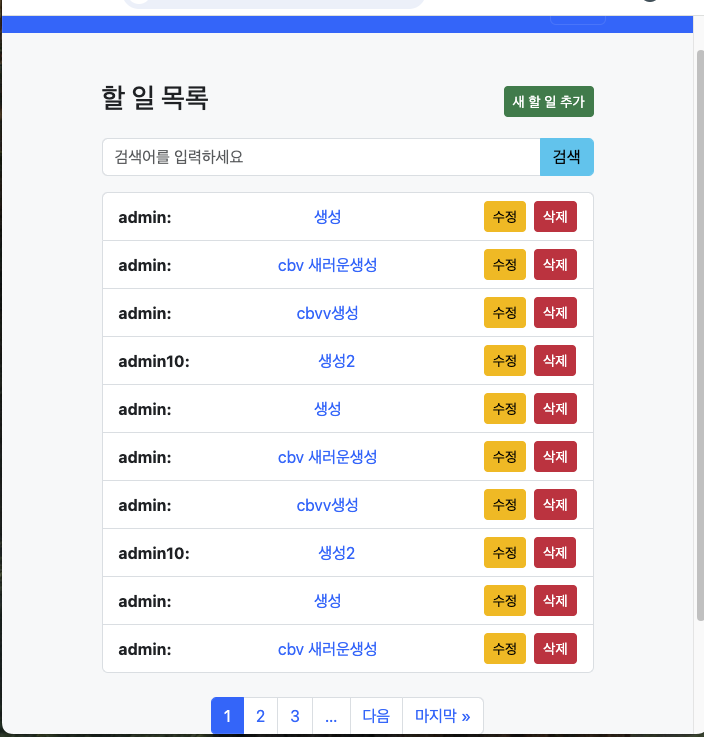 할 일 목록 새 할 일 추가
검색어를 입력하세요 검색
admin: 생성 수정 삭제
admin: cbv 새러운생성 수정 삭제
admin: cbvv생성 수정 삭제
admin10: 생성2 수정 삭제
admin: 생성 수정 삭제
admin: cbv 새러운생성 수정 삭제
admin: cbvv생성 수정 삭제
admin10: 생성2 수정 삭제
admin: 생성 수정 삭제
admin: cbv 새러운생성 수정 삭제
1 2 3 ... 다음 마지막 »